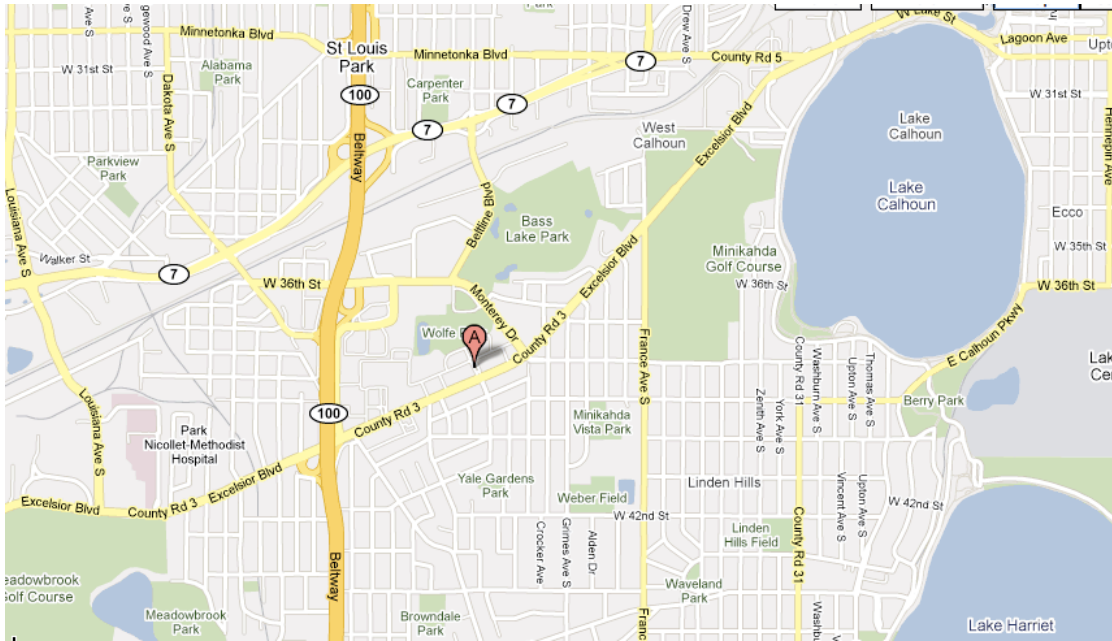 Drew Ave S
W Lake St
Lagoon Ave
Minnetonka Blvd
St Louis
Park
Minnetonka Blvd
County Rd 5
7
W 31st St
Alabama
Park
Dakota Ave S
100
Carpenter
Park
7
7
W 31st St
Hennepin Ave
Lake
Calhoun
West
Calhoun
Excelsior Blvd
Beltway
Parkview
Park
Louisiana Ave S
Beltline
Blvd
Lake
Calhoun
Ecco
Bass
Lake Park
Excelsior Blvd
Minikahda
Golf Course
W 35th St
Walker St
7
W 36th St
W 36th St
W 36th St
Monterey Dr
Wolfe
A
County Rd 3
France Ave S
E Calhoun Pkwy
County Rd 31
Washburn Ave S
Upton Ave S
Thomas Ave S
Zenith Ave S
York Ave S
Berry Park
Louisiana Ave S
100
County Rd 3
Park
Nicollet-Methodist
Hospital
Minikahda
Vista Park
Yale Gardens
Park
Weber Field
Linden Hills
Vincent Ave S
Upton Ave S
Excelsior Blvd
County Rd 3
Excelsior Blvd
W 42nd St
W 42nd St
Linden
Hills Field
County Rd 31
Crocker Ave
Grimes Ave S
Alden Dr
Beltway
Waveland
Park
Meadowbrook
Park
Browndale
Park
Lake Harriet